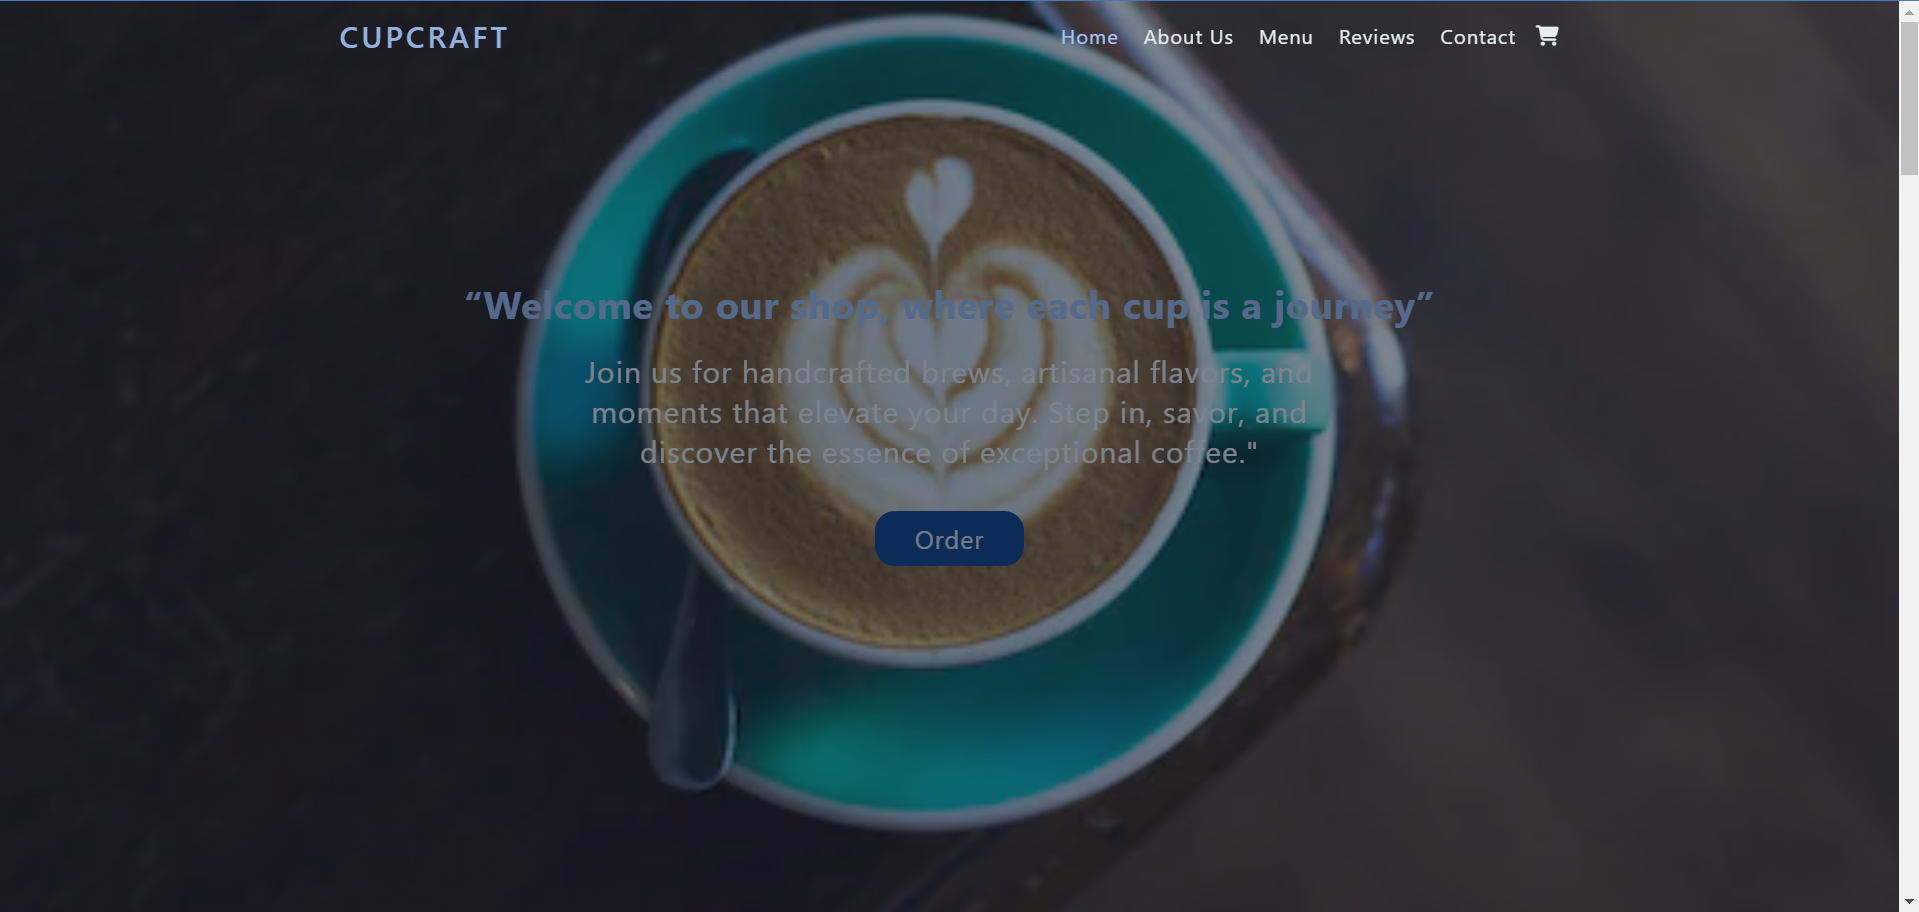 CUPCRAFT
Home About Us Menu Reviews Contact
“Welcome to our shop, where each cup is a journey”
Join us for handcrafted brews, artisanal flavors, and
moments that elevate your day. Step in, savor, and
discover the essence of exceptional coffee."
Order